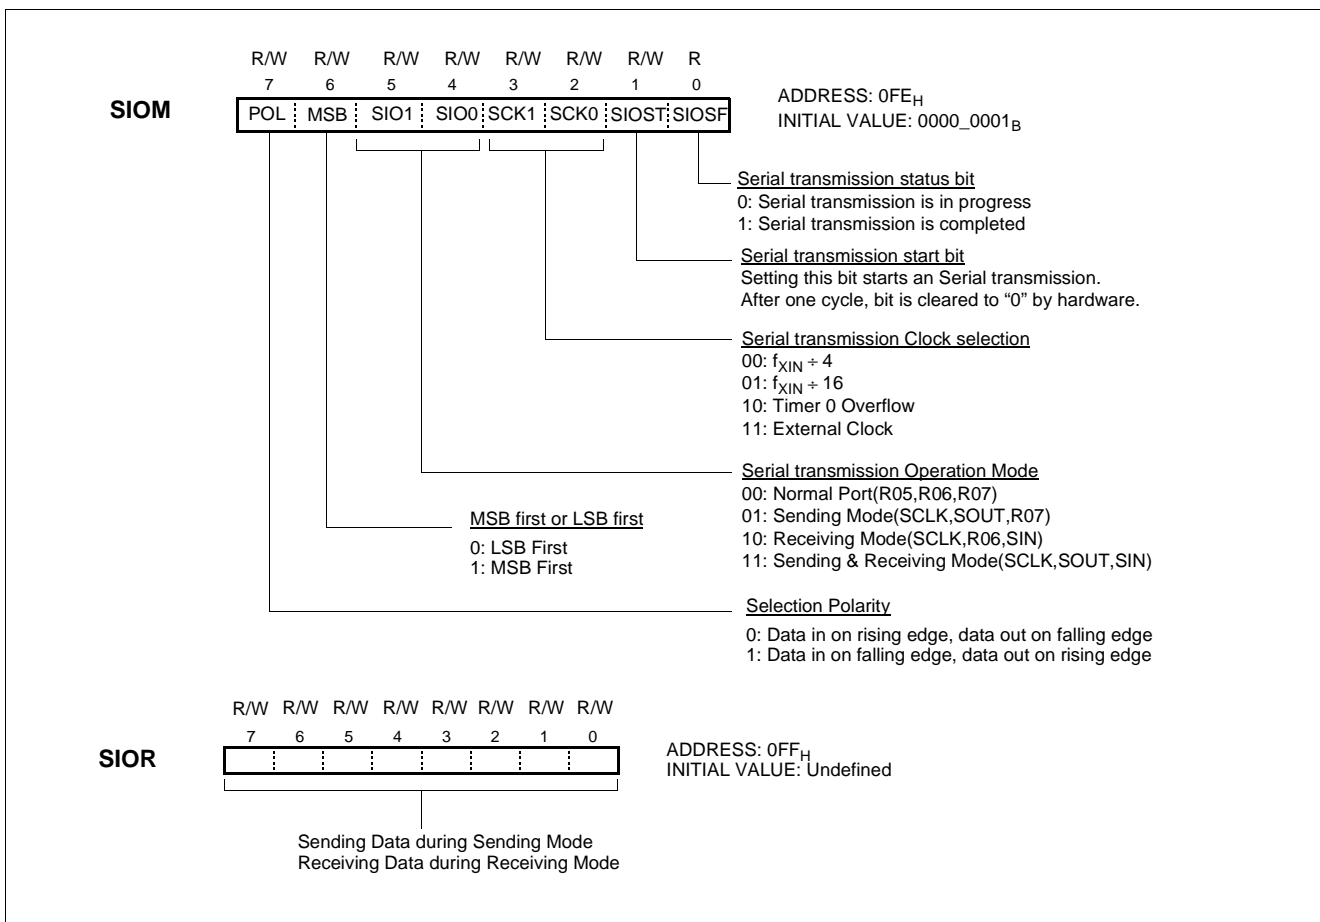 R/W R/W R/W R/W R/W R/W R/W R
7 6 5 4 3 2 1 0
SIOM
POL MSB SIO1 SIO0 SCK1 SCK0 SIOST SIOSF
ADDRESS: 0FEH
INITIAL VALUE: 0000_0001B
Serial transmission status bit
0: Serial transmission is in progress
1: Serial transmission is completed
Serial transmission start bit
Setting this bit starts an Serial transmission.
After one cycle, bit is cleared to “0” by hardware.
Serial transmission Clock selection
00: fXIN ÷ 4
01: fXIN ÷ 16
10: Timer 0 Overflow
11: External Clock
Serial transmission Operation Mode
00: Normal Port(R05,R06,R07)
01: Sending Mode(SCLK,SOUT,R07)
10: Receiving Mode(SCLK,R06,SIN)
11: Sending & Receiving Mode(SCLK,SOUT,SIN)
MSB first or LSB first
0: LSB First
1: MSB First
Selection Polarity
0: Data in on rising edge, data out on falling edge
1: Data in on falling edge, data out on rising edge
R/W R/W R/W R/W R/W R/W R/W R/W
7 6 5 4 3 2 1 0
SIOR
ADDRESS: 0FFH
INITIAL VALUE: Undefined
Sending Data during Sending Mode
Receiving Data during Receiving Mode